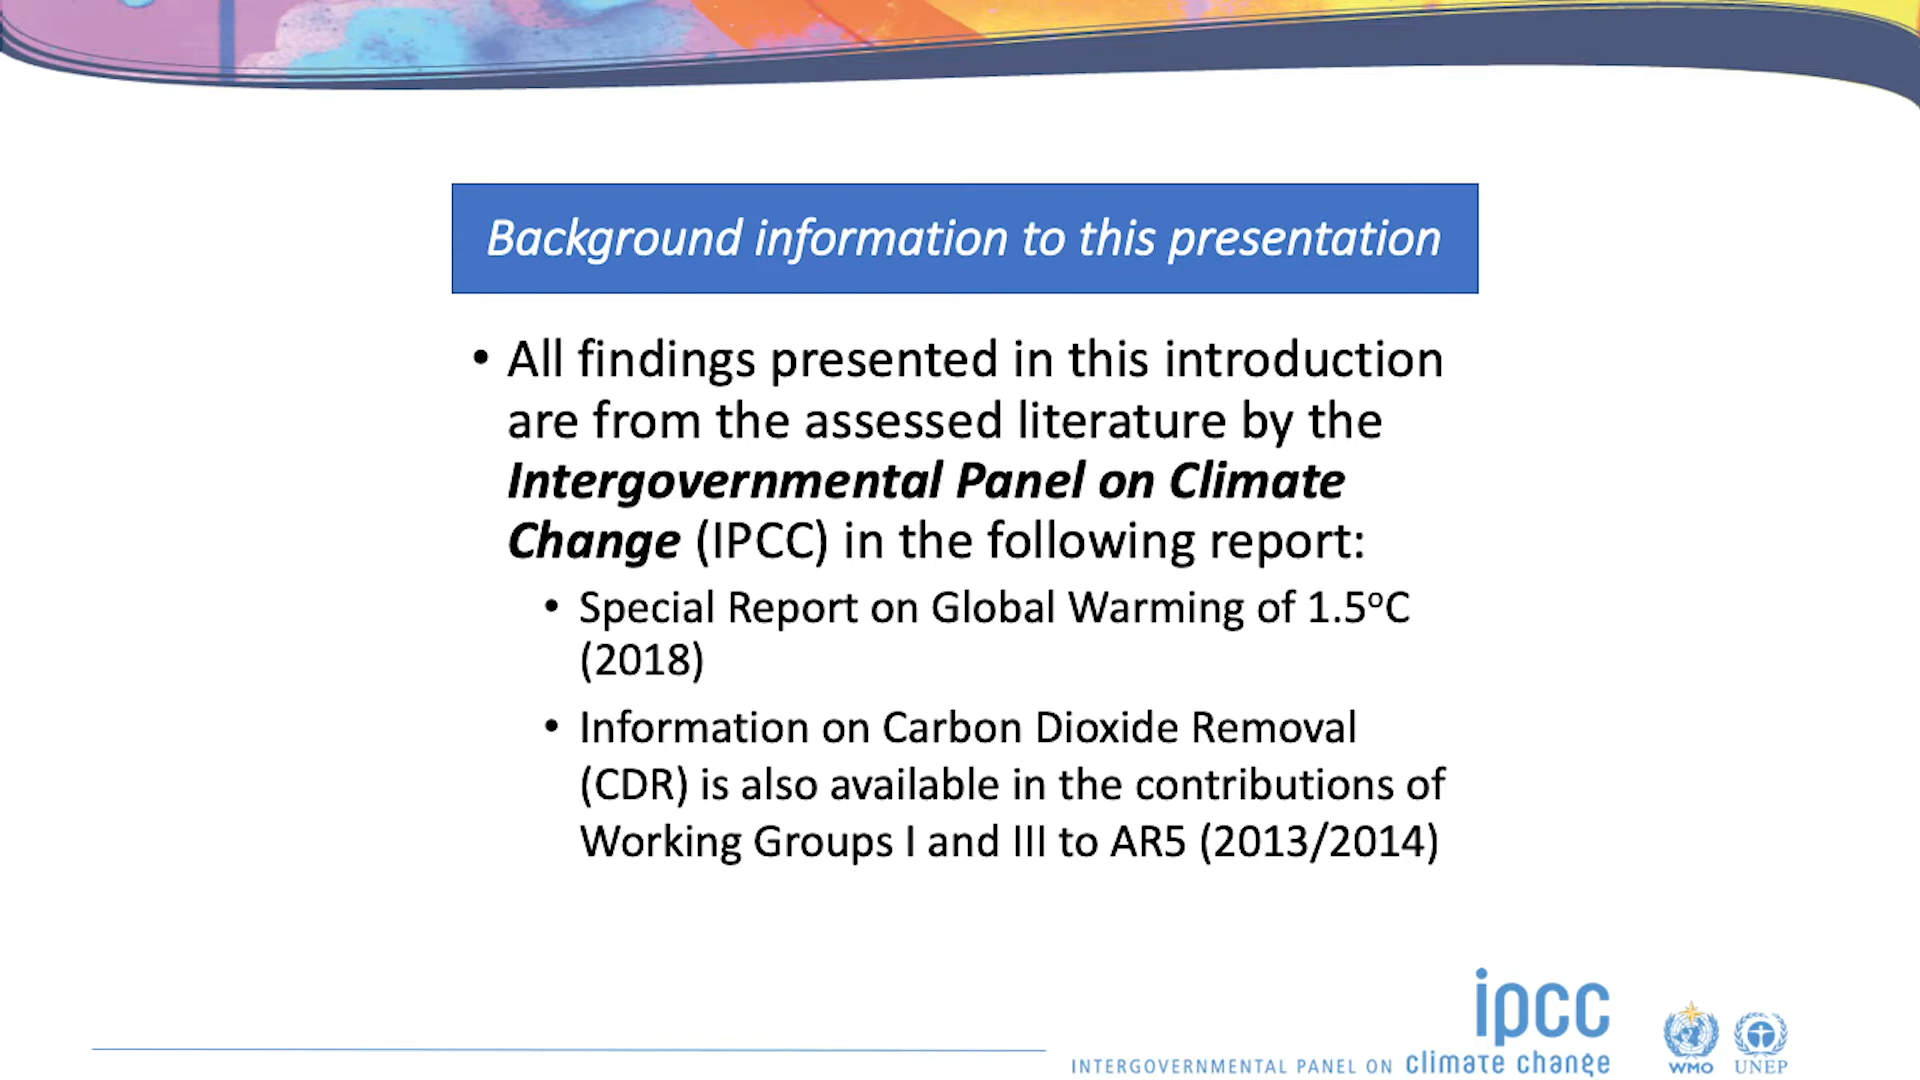 Background information to this presentation
• All findings presented in this introduction
are from the assessed literature by the
Intergovernmental Panel on Climate
Change (IPCC) in the following report:
• Special Report on Global Warming of 1.5ºC
(2018)
• Information on Carbon Dioxide Removal
(CDR) is also available in the contributions of
Working Groups I and III to AR5 (2013/2014)
ipcc
INTERGOVERNMENTAL PANEL ON climate change
WMO
UNEP